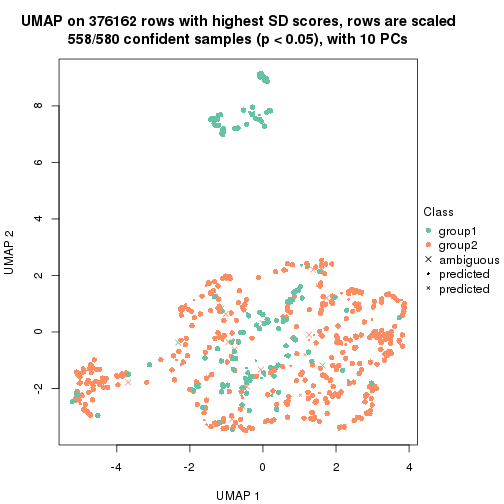 UMAP on 376162 rows with highest SD scores, rows are scaled
558/580 confident samples (p < 0.05), with 10 PCs
8
6
4
2
0
-2
UMAP 2
-4
-2
0
2
4
UMAP 1
Class
group1
group2
ambiguous
predicted
predicted